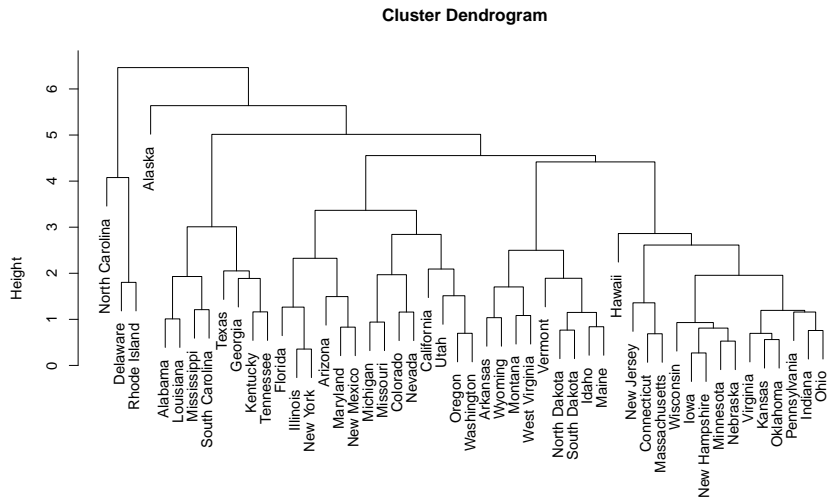 Cluster Dendrogram
Height
0
1
2
3
4
5
6
North Carolina
Delaware
Rhode Island
Alaska
Alabama
Louisiana
Mississippi
South Carolina
Texas
Georgia
Kentucky
Tennessee
Florida
Illinois
New York
Arizona
Maryland
New Mexico
Michigan
Missouri
Colorado
Nevada
California
Utah
Oregon
Washington
Arkansas
Wyoming
Montana
West Virginia
Vermont
North Dakota
South Dakota
Idaho
Maine
Hawaii
New Jersey
Connecticut
Massachusetts
Wisconsin
Iowa
New Hampshire
Minnesota
Nebraska
Virginia
Kansas
Oklahoma
Pennsylvania
Indiana
Ohio